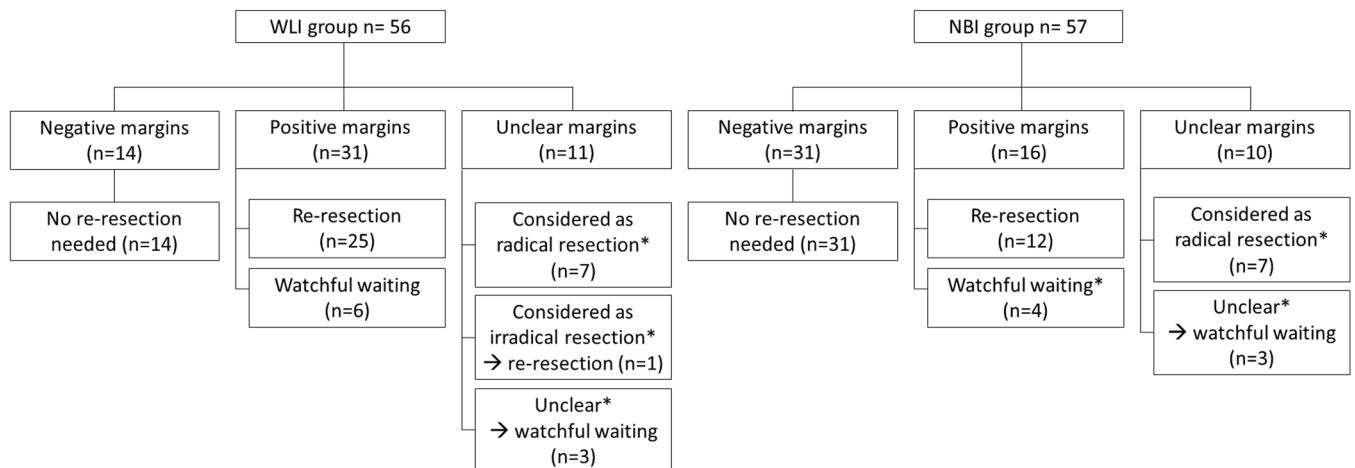 WLI group n= 56
Negative margins
(n=14)
No re-resection
needed (n=14)
Positive margins
(n=31)
Re-resection
(n=25)
Watchful waiting
(n=6)
Unclear margins
(n=11)
Considered as
radical resection*
(n=7)
Considered as
irradical resection*
→ re-resection (n=1)
Unclear*
→ watchful waiting
(n=3)
NBI group n= 57
Negative margins
(n=31)
No re-resection
needed (n=31)
Positive margins
(n=16)
Re-resection
(n=12)
Watchful waiting*
(n=4)
Unclear margins
(n=10)
Considered as
radical resection*
(n=7)
Unclear*
→ watchful waiting
(n=3)